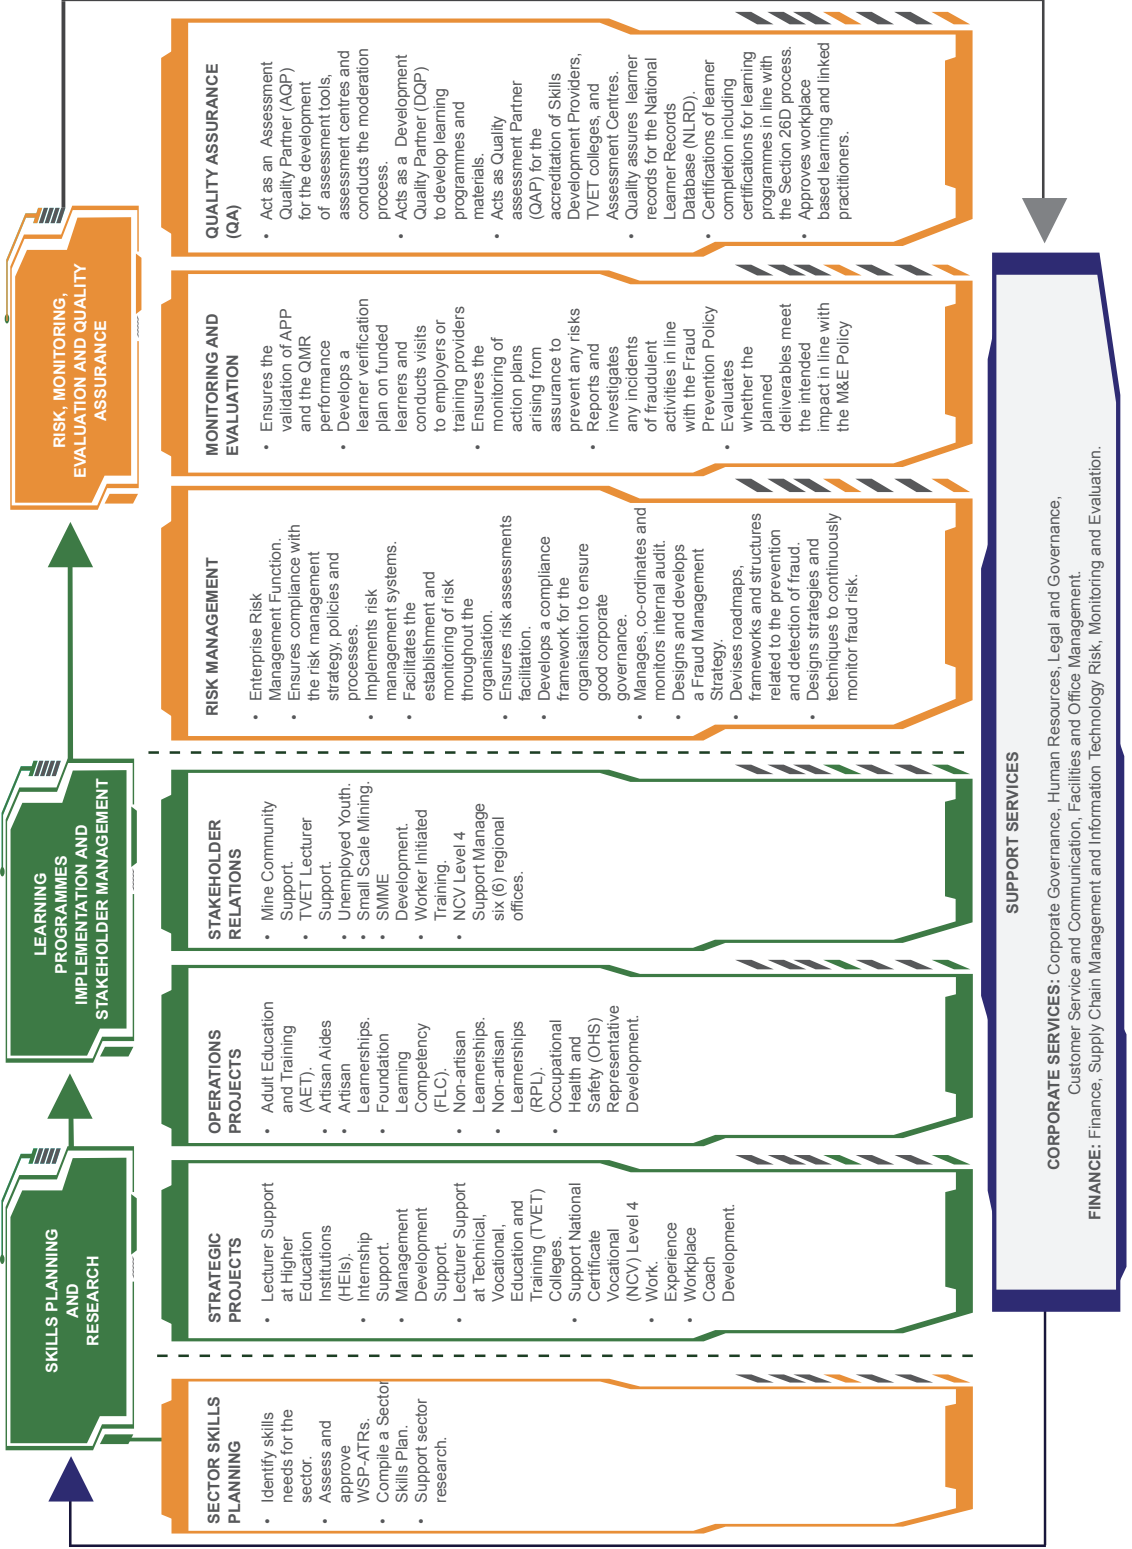 SKILLS PLANNING
AND
RESEARCH
LEARNING
PROGRAMMES
IMPLEMENTATION AND
STAKEHOLDER MANAGEMENT
RISK, MONITORING,
EVALUATION AND QUALITY
ASSURANCE
SECTOR SKILLS
PLANNING
• Identify skills
needs for the
sector.
• Assess and
approve
WSP-ATRs.
• Compile a Sector
Skills Plan.
• Support sector
research.
STRATEGIC
PROJECTS
• Lecturer Support
at Higher
Education
Institutions
(HEIs).
• Internship
Support.
• Management
Development
Support.
• Lecturer Support
at Technical,
Vocational,
Education and
Training (TVET)
Colleges.
• Support National
Certificate
Vocational
(NCV) Level 4
• Work.
Experience
• Workplace
Coach
Development.
OPERATIONS
PROJECTS
• Adult Education
and Training
(AET).
• Artisan Aides
• Artisan
Learnerships.
• Foundation
Learning
Competency
(FLC).
• Non-artisan
Learnerships.
• Non-artisan
Learnerships
(RPL).
• Occupational
Health and
Safety (OHS)
Representative
Development.
STAKEHOLDER
RELATIONS
• Mine Community
Support.
• TVET Lecturer
Support.
• Unemployed Youth.
• Small Scale Mining.
• SMME
Development.
• Worker Initiated
Training.
• NCV Level 4
Support Manage
six (6) regional
offices.
RISK MANAGEMENT
• Enterprise Risk
Management Function.
• Ensures compliance with
the risk management
strategy, policies and
processes.
• Implements risk
management systems.
• Facilitates the
establishment and
monitoring of risk
throughout the
organisation.
• Ensures risk assessments
facilitation.
• Develops a compliance
framework for the
organisation to ensure
good corporate
governance.
• Manages, co-ordinates and
monitors internal audit.
• Designs and develops
a Fraud Management
Strategy.
• Devises roadmaps,
frameworks and structures
related to the prevention
and detection of fraud.
• Designs strategies and
techniques to continuously
monitor fraud risk.
MONITORING AND
EVALUATION
• Ensures the
validation of APP
and the QMR
performance
• Develops a
learner verification
plan on funded
learners and
conducts visits
to employers or
training providers
• Ensures the
monitoring of
action plans
arising from
assurance to
prevent any risks
• Reports and
investigates
any incidents
of fraudulent
activities in line
with the Fraud
Prevention Policy
• Evaluates
whether the
planned
deliverables meet
the intended
impact in line with
the M&E Policy
QUALITY ASSURANCE
(QA)
• Act as an Assessment
Quality Partner (AQP)
for the development
of assessment tools,
assessment centres and
conducts the moderation
process.
• Acts as a Development
Quality Partner (DQP)
to develop learning
programmes and
materials.
• Acts as Quality
assessment Partner
(QAP) for the
accreditation of Skills
Development Providers,
TVET colleges, and
Assessment Centres.
• Quality assures learner
records for the National
Learner Records
Database (NLRD).
• Certifications of learner
completion including
certifications for learning
programmes in line with
the Section 26D process.
• Approves workplace
based learning and linked
practitioners.
SUPPORT SERVICES
CORPORATE SERVICES: Corporate Governance, Human Resources, Legal and Governance,
Customer Service and Communication, Facilities and Office Management.
FINANCE: Finance, Supply Chain Management and Information Technology Risk, Monitoring and Evaluation.